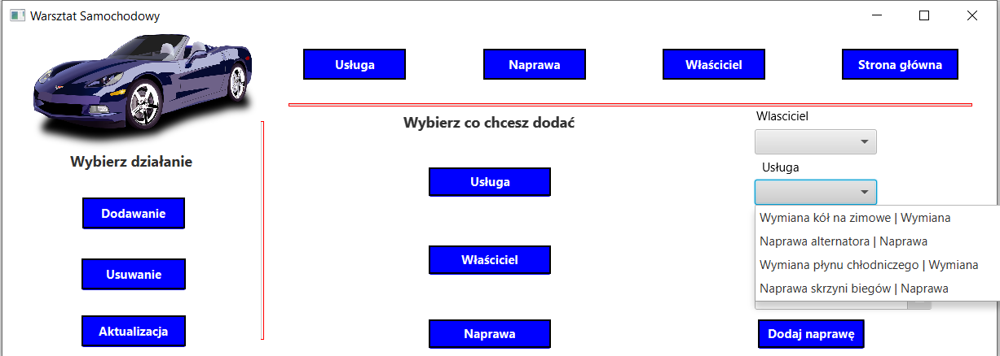 Warsztat Samochodowy
Usługa
Naprawa
Właściciel
Strona główna
Wybierz działanie
Dodawanie
Usuwanie
Aktualizacja
Wybierz co chcesz dodać
Usługa
Właściciel
Naprawa
Wlasciciel
Usługa
Wymiana kół na zimowe | Wymiana
Naprawa alternatora | Naprawa
Wymiana płynu chłodniczego | Wymiana
Naprawa skrzyni biegów | Naprawa
Dodaj naprawę